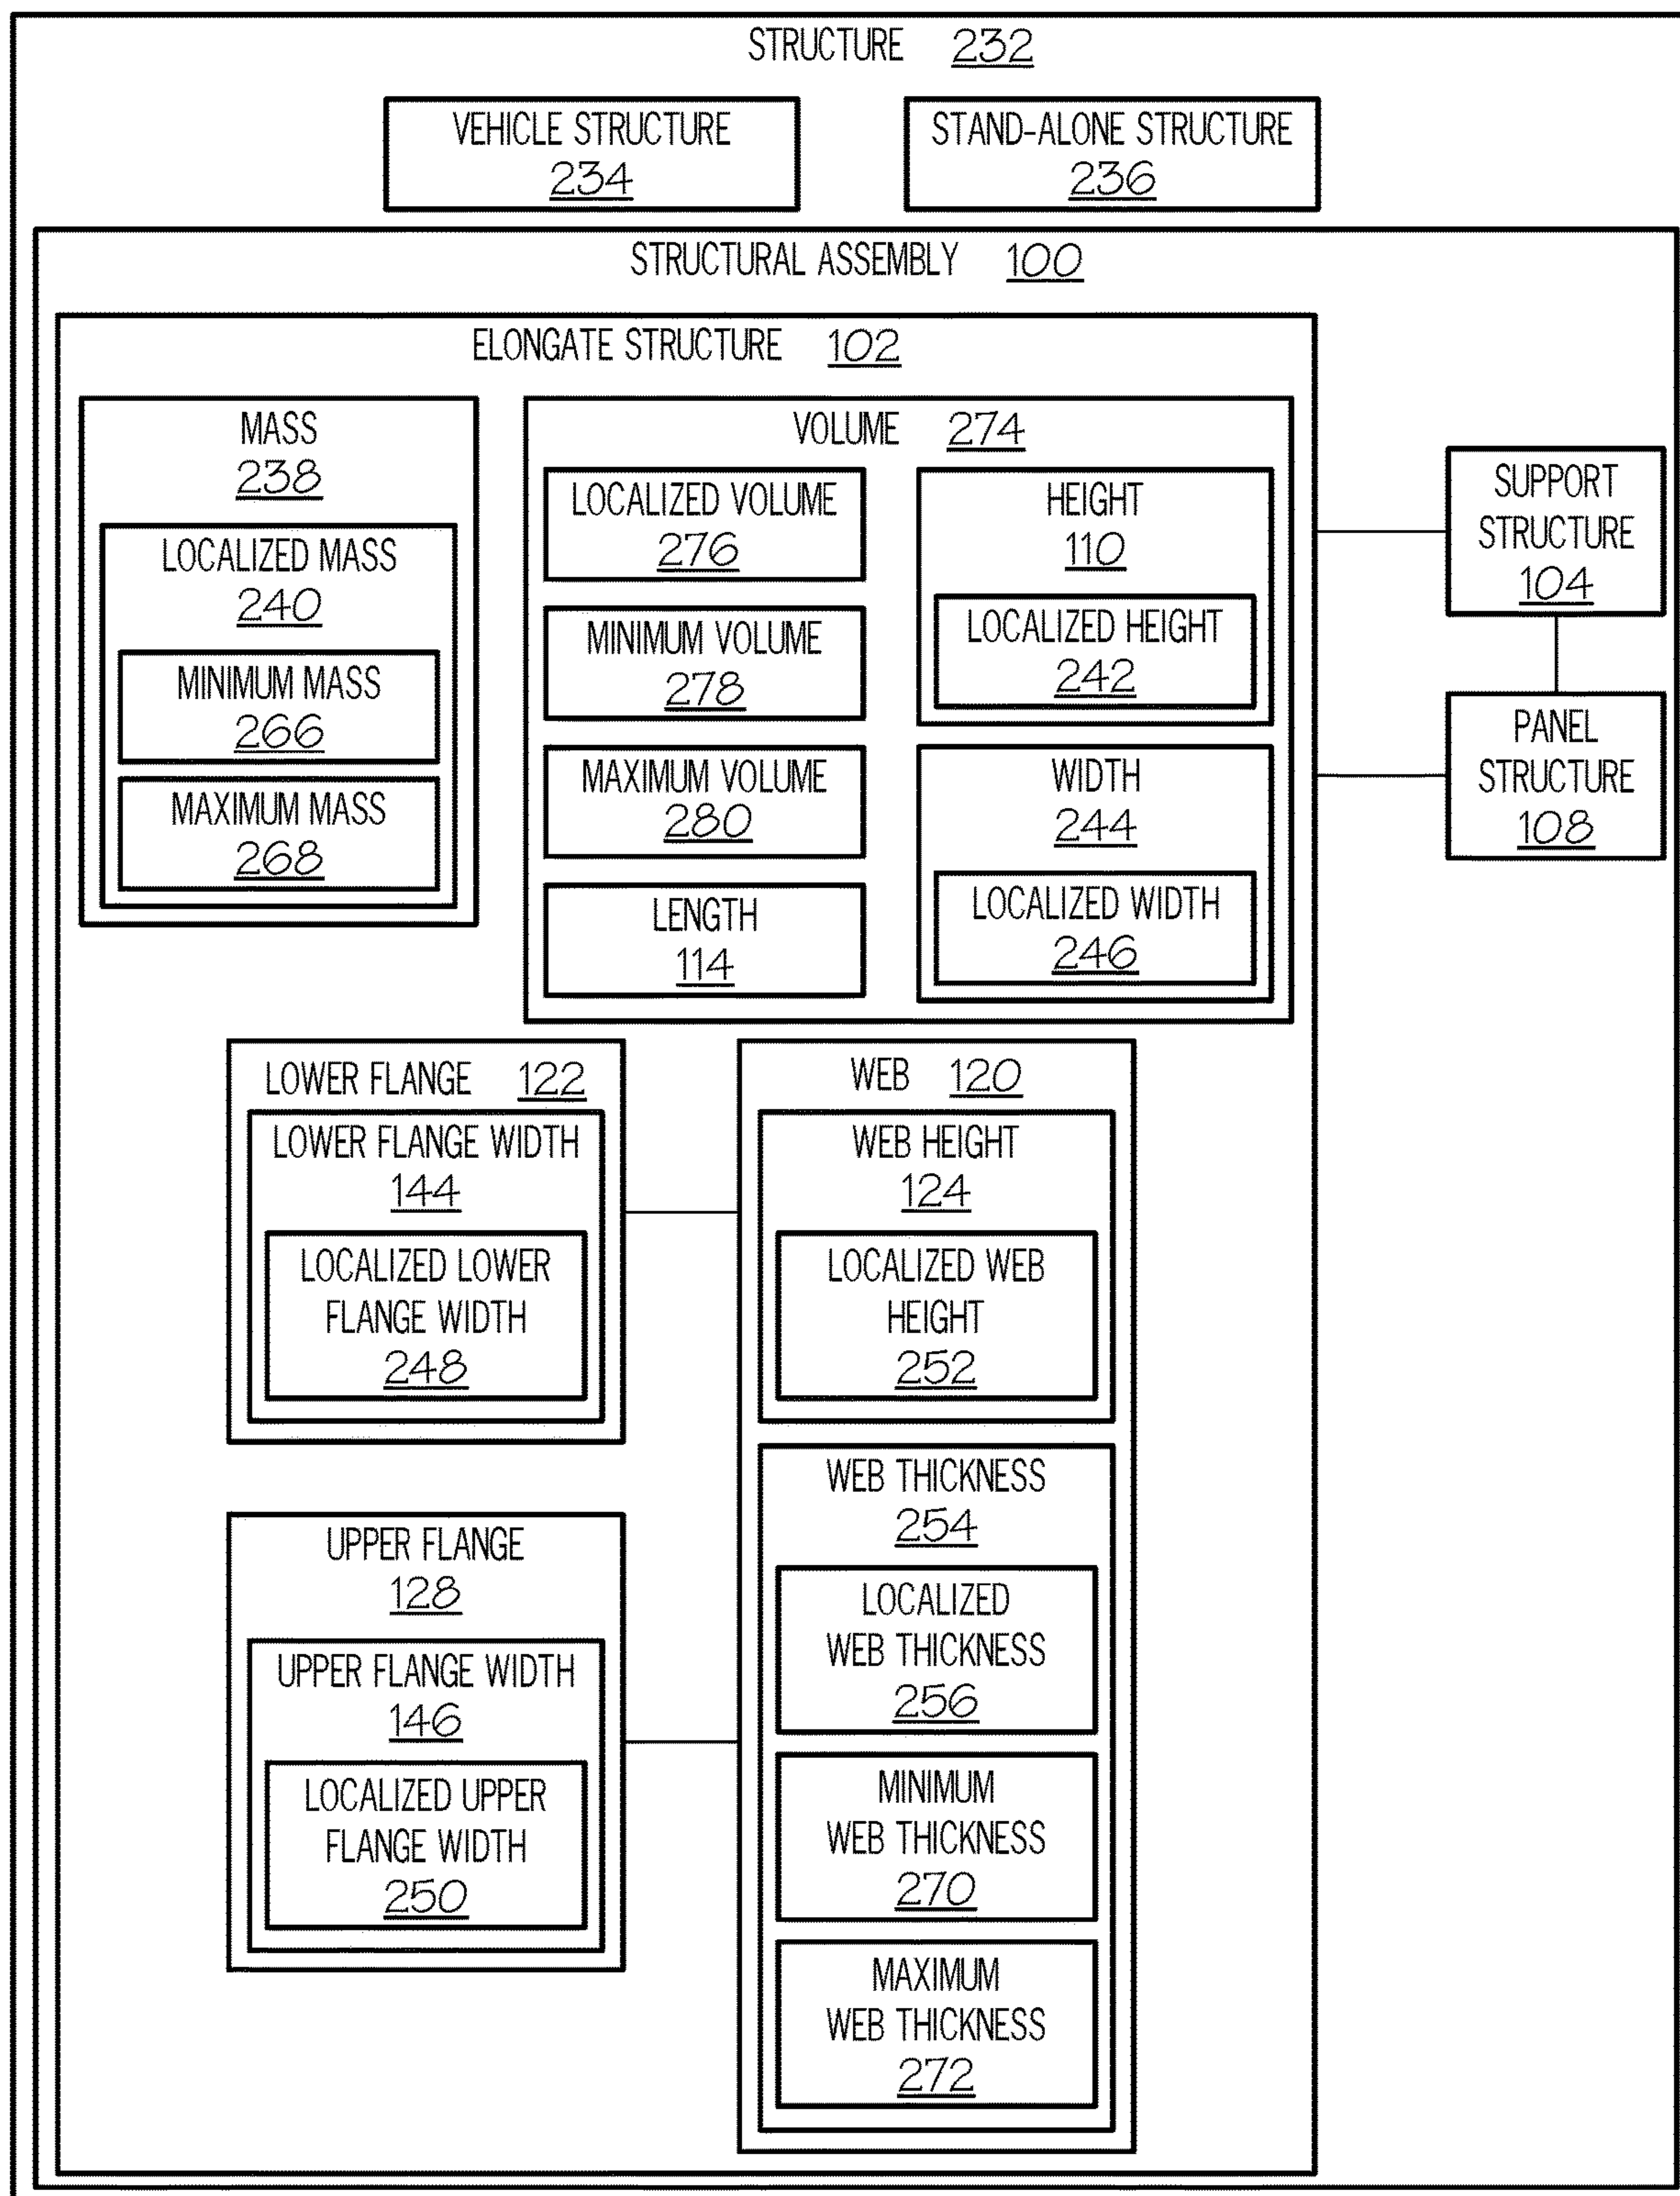 STRUCTURE 232
VEHICLE STRUCTURE
234
STAND-ALONE STRUCTURE
236
STRUCTURAL ASSEMBLY 100
ELONGATE STRUCTURE 102
MASS
238
LOCALIZED MASS
240
MINIMUM MASS
266
MAXIMUM MASS
268
VOLUME 274
LOCALIZED VOLUME
276
MINIMUM VOLUME
278
MAXIMUM VOLUME
280
LENGTH
114
HEIGHT
110
LOCALIZED HEIGHT
242
WIDTH
244
LOCALIZED WIDTH
246
SUPPORT
STRUCTURE
104
PANEL
STRUCTURE
108
LOWER FLANGE 122
LOWER FLANGE WIDTH
144
LOCALIZED LOWER
FLANGE WIDTH
248
UPPER FLANGE
128
UPPER FLANGE WIDTH
146
LOCALIZED UPPER
FLANGE WIDTH
250
WEB 120
WEB HEIGHT
124
LOCALIZED WEB
HEIGHT
252
WEB THICKNESS
254
LOCALIZED
WEB THICKNESS
256
MINIMUM
WEB THICKNESS
270
MAXIMUM
WEB THICKNESS
272